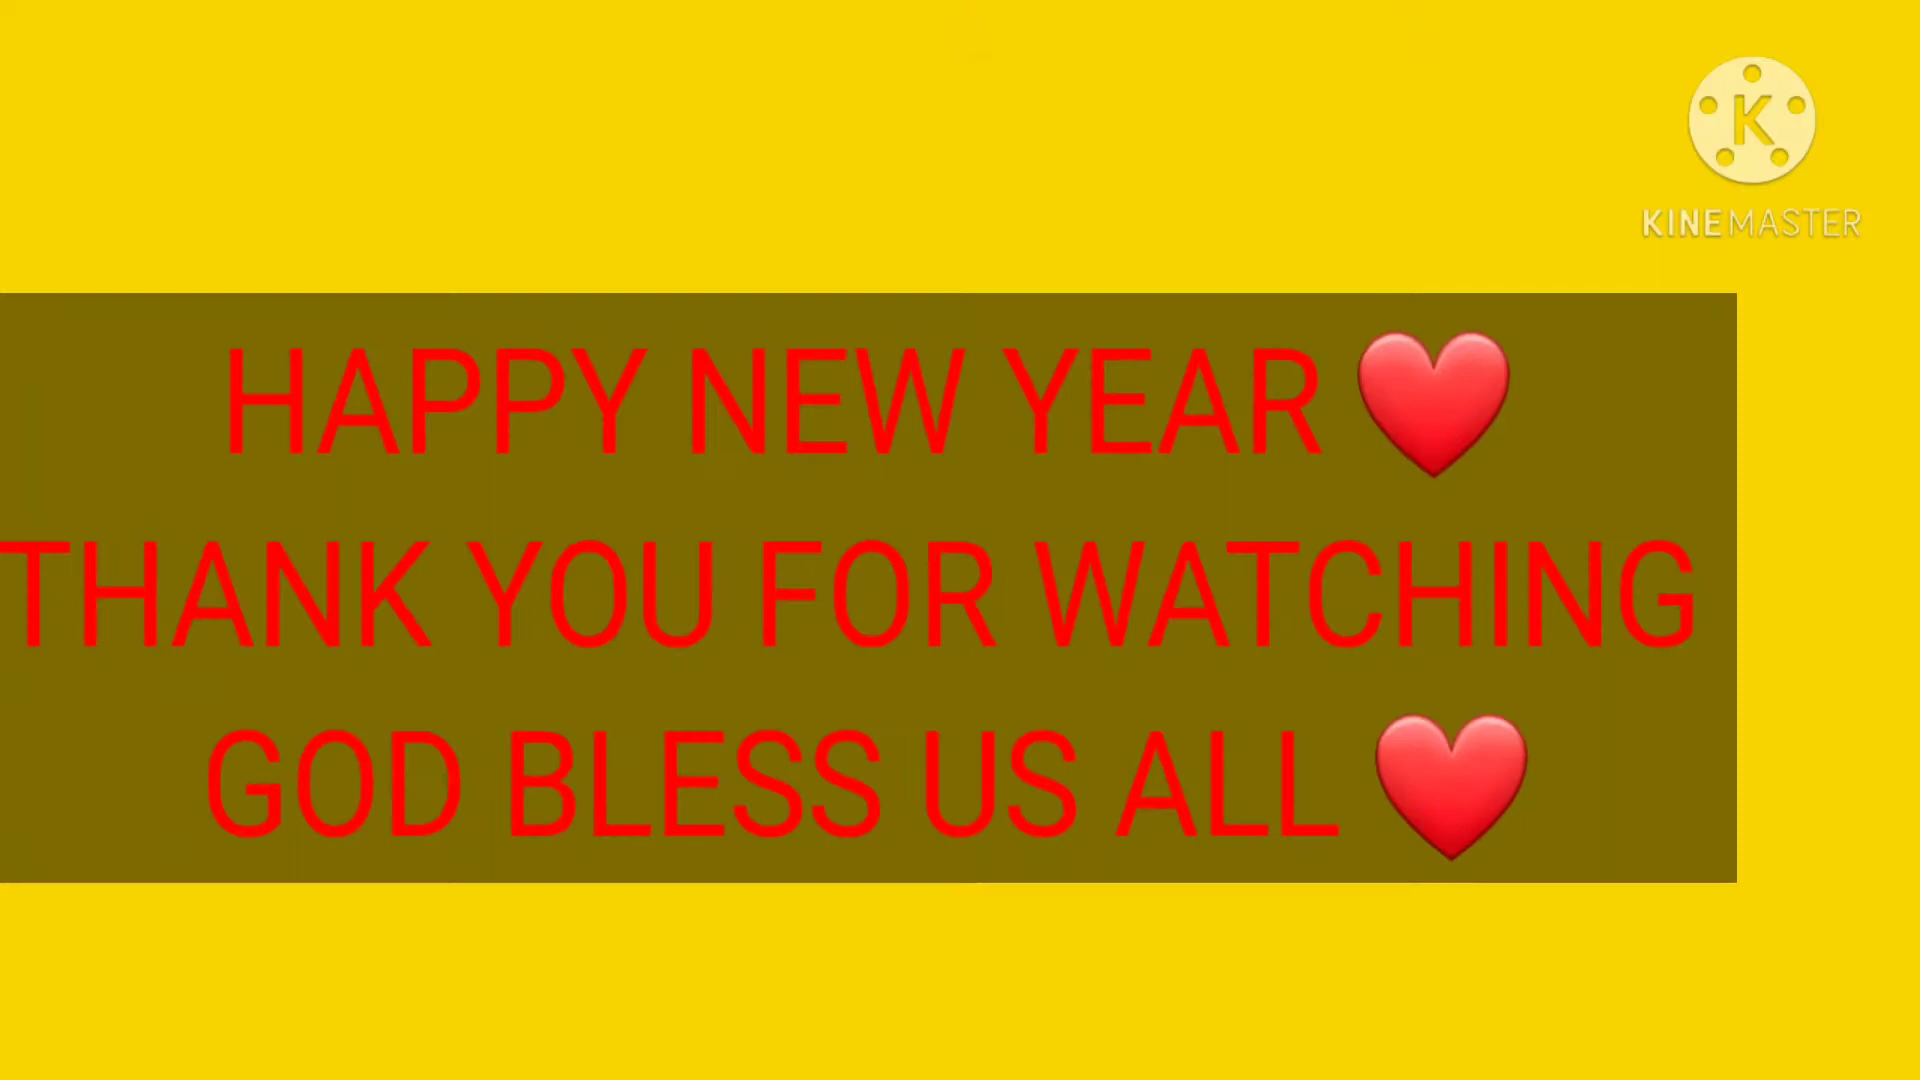 K
KINEMASTER
HAPPY NEW YEAR ❤️
THANK YOU FOR WATCHING
GOD BLESS US ALL ❤️